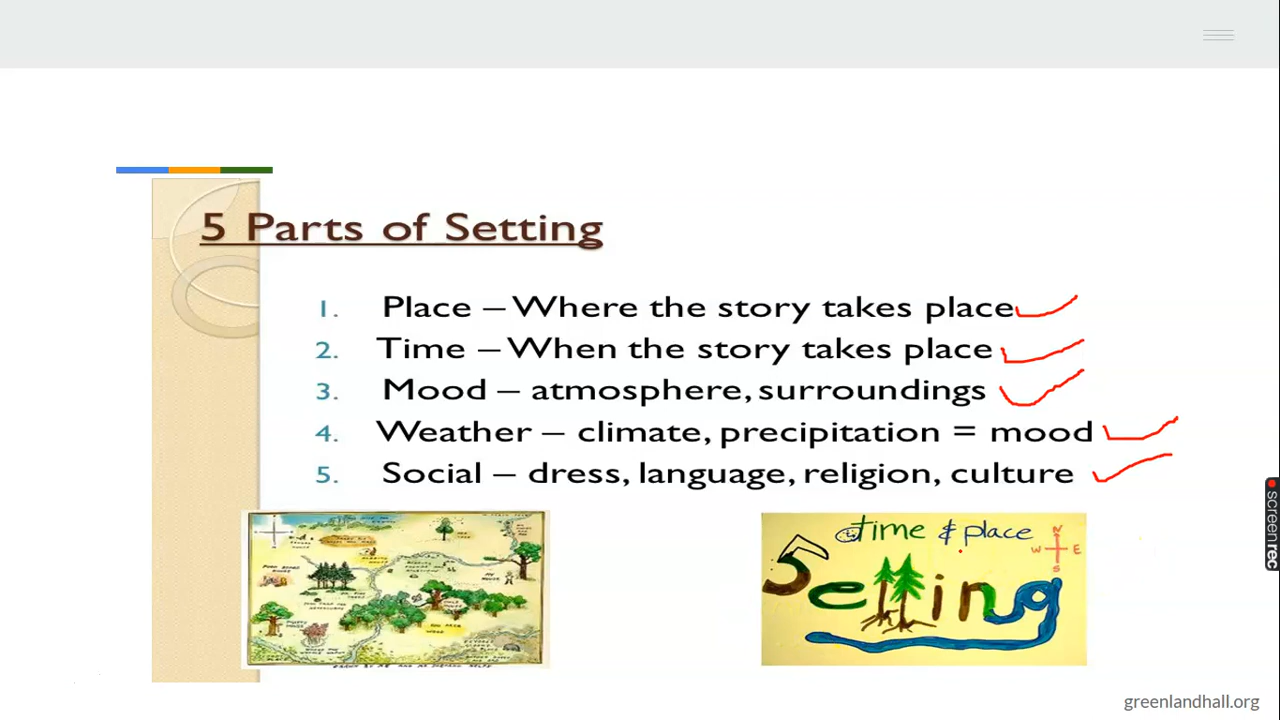 5 Parts of Setting
1. Place – Where the story takes place
2. Time – When the story takes place
3. Mood – atmosphere, surroundings
4. Weather – climate, precipitation = mood
5. Social – dress, language, religion, culture
time & place
Setting
N
W E
S
screenrec
greenlandhall.org